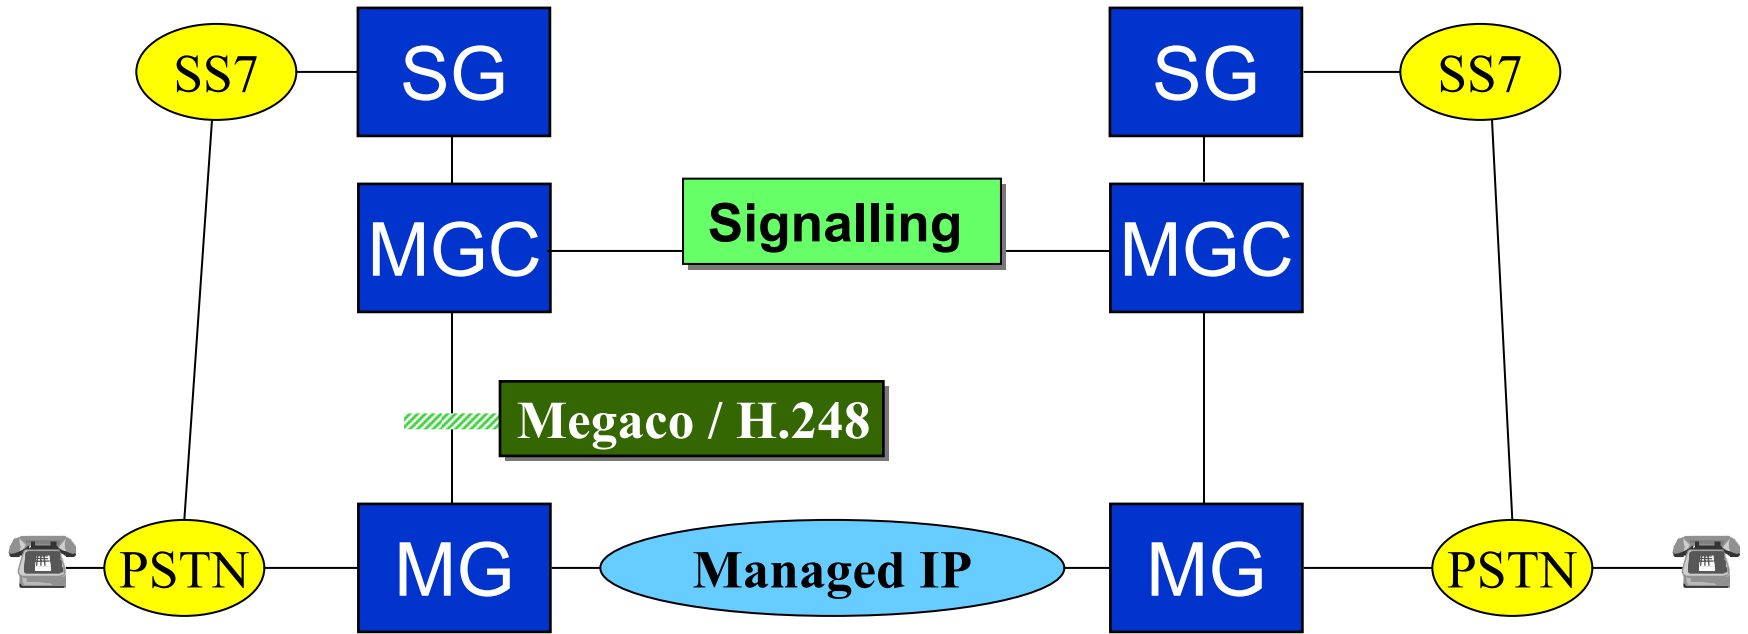 SS7
SG
SG
SS7
MGC
Signalling
MGC
Megaco / H.248
PSTN
MG
Managed IP
MG
PSTN